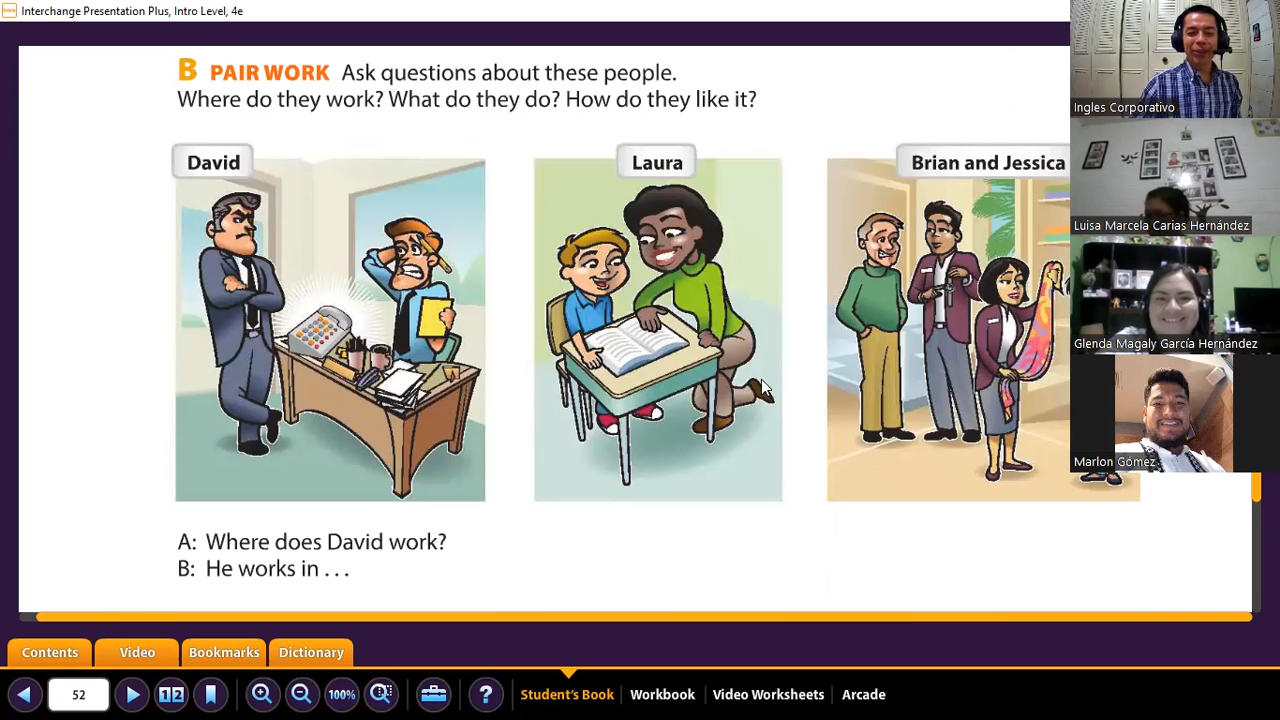 Interchange Presentation Plus, Intro Level, 4e
B PAIR WORK Ask questions about these people.
Where do they work? What do they do? How do they like it?
David
Laura
Brian and Jessica
A: Where does David work?
B: He works in . . .
Ingles Corporativo
Luisa Marcela Carias Hernández
Glenda Magaly García Hernández
Marlon Gómez
Contents
Video
Bookmarks
Dictionary
52
1 2
100%
?
Student's Book
Workbook
Video Worksheets
Arcade